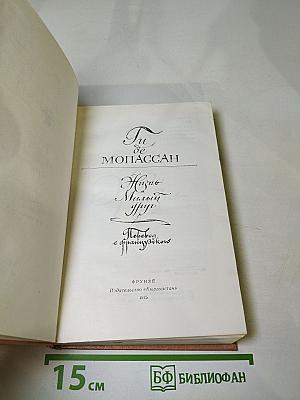 Ги
де
МОПАССАН
Жизнь
Милый
друг
Перевод
с французского
ФРУНЗЕ
Издательство «Кыргызстан»
15 см
БФ БИБЛИОФАН